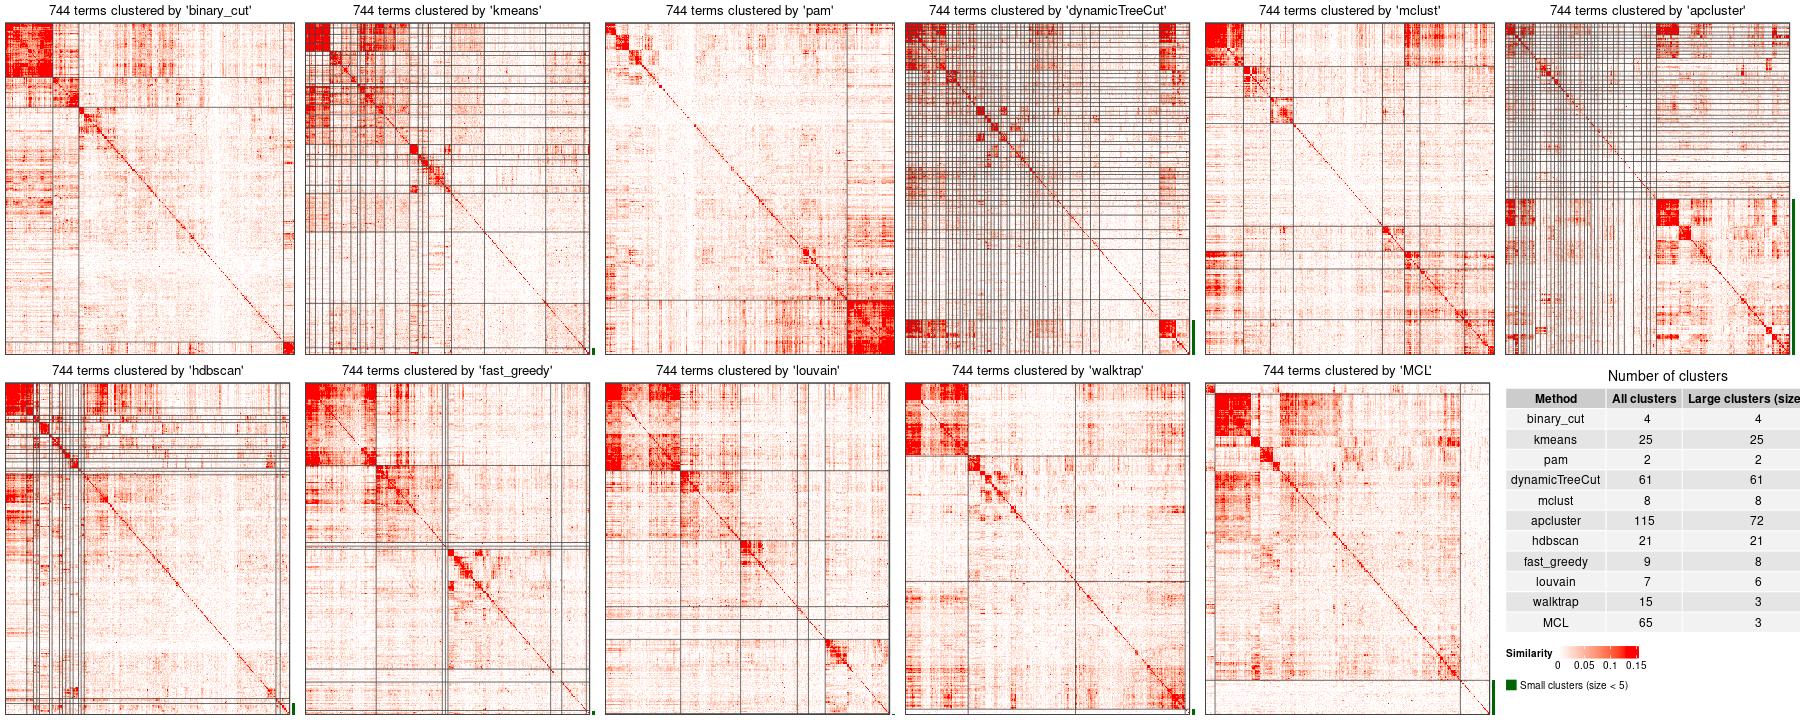 744 terms clustered by 'binary_cut'
744 terms clustered by 'kmeans'
744 terms clustered by 'pam'
744 terms clustered by 'dynamicTreeCut'
744 terms clustered by 'mclust'
744 terms clustered by 'apcluster'
744 terms clustered by 'hdbscan'
744 terms clustered by 'fast_greedy'
744 terms clustered by 'louvain'
744 terms clustered by 'walktrap'
744 terms clustered by 'MCL'
Number of clusters
Method All clusters Large clusters (size
binary_cut 4 4
kmeans 25 25
pam 2 2
dynamicTreeCut 61 61
mclust 8 8
apcluster 115 72
hdbscan 21 21
fast_greedy 9 8
louvain 7 6
walktrap 15 3
MCL 65 3
Similarity
0 0.05 0.1 0.15
Small clusters (size < 5)